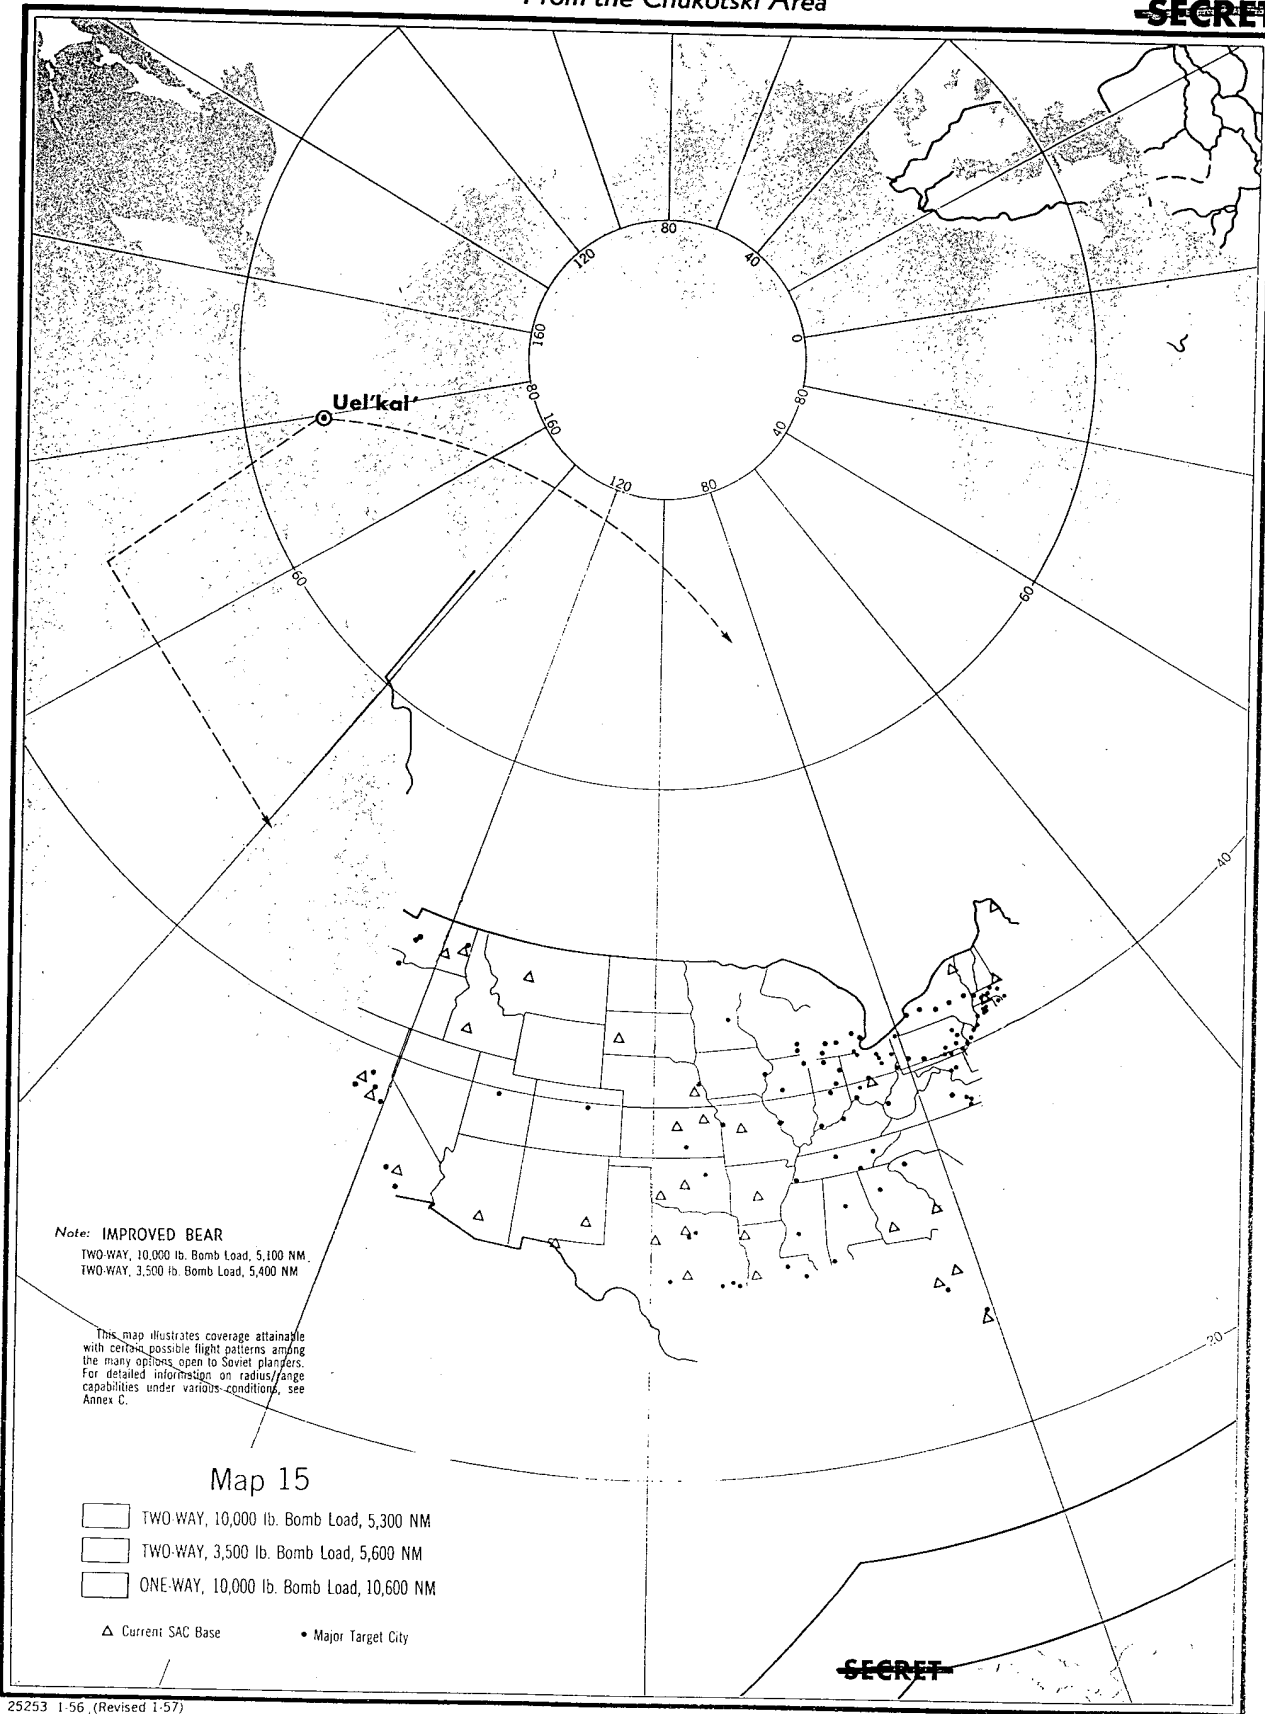 From the Chukotski Area
SECRET
80
120
40
160
0
80
160
80
40
120
80
Uel'kal'
60
60
40
20
Note: IMPROVED BEAR
TWO-WAY, 10,000 lb. Bomb Load, 5,100 NM
TWO-WAY, 3,500 lb. Bomb Load, 5,400 NM
This map illustrates coverage attainable
with certain possible flight patterns among
the many options open to Soviet planners.
For detailed information on radius/range
capabilities under various conditions, see
Annex C.
Map 15
TWO-WAY, 10,000 lb. Bomb Load, 5,300 NM
TWO-WAY, 3,500 lb. Bomb Load, 5,600 NM
ONE-WAY, 10,000 lb. Bomb Load, 10,600 NM
Current SAC Base
Major Target City
SECRET
25253 1-56 (Revised 1-57)